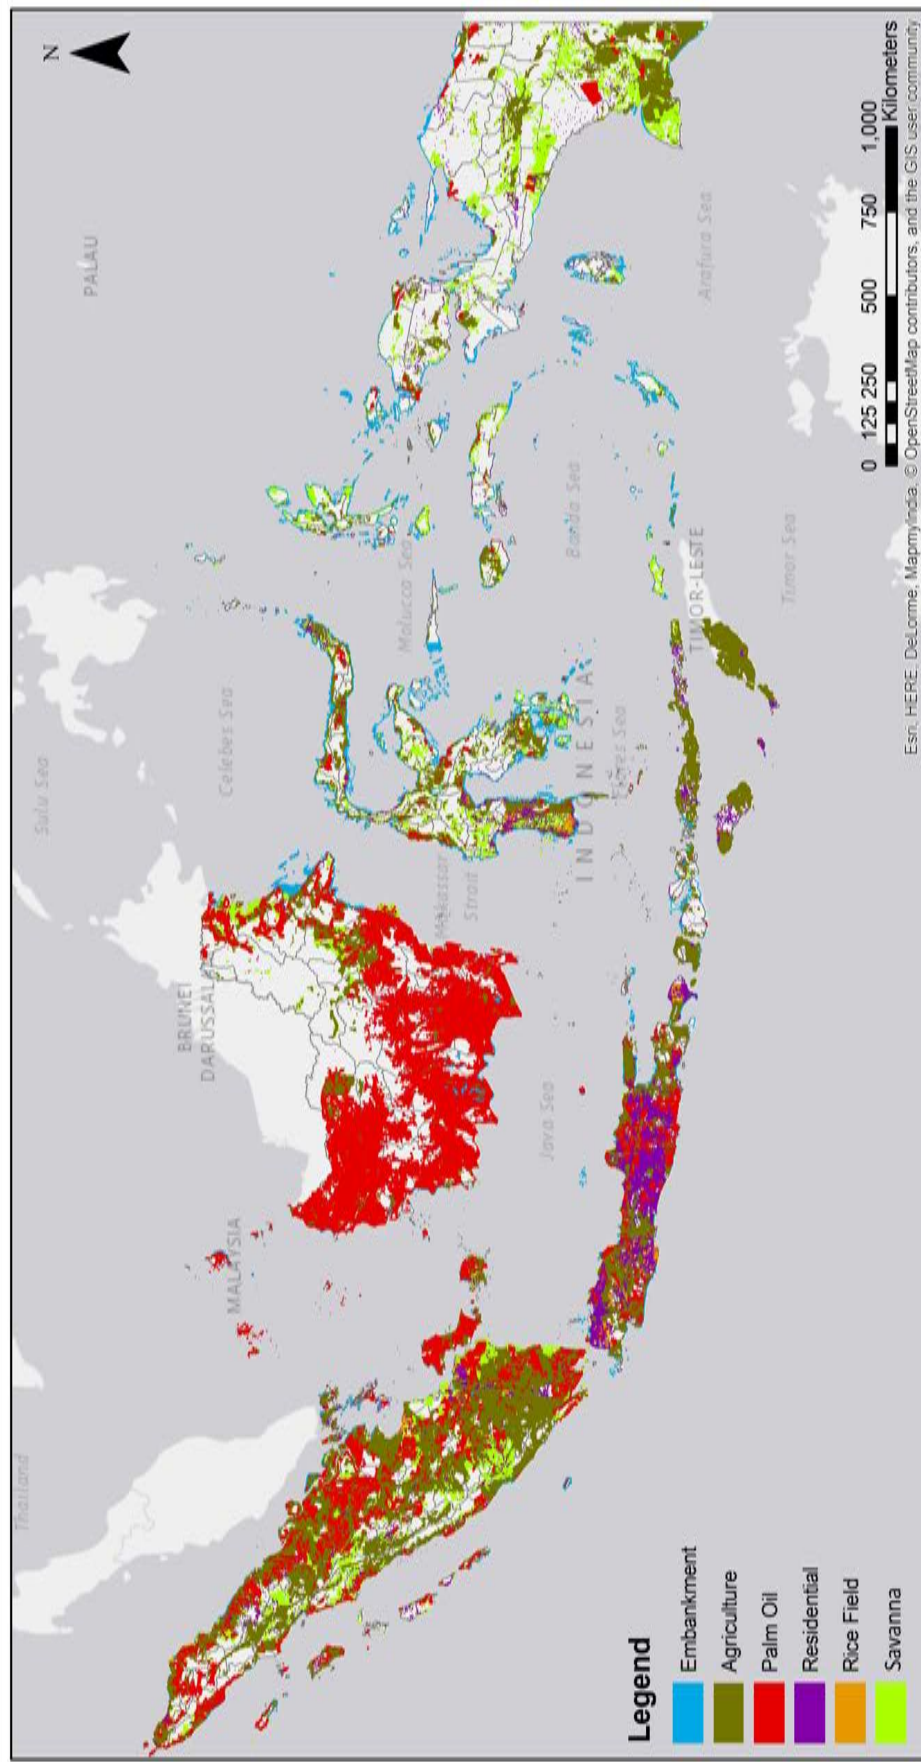 N
PALAU
Sulu Sea
Thailand
BRUNEI
DARUSSALA
Celebes Sea
MALAYSIA
Molucca Sea
Makassar
Strait
Banda Sea
INDONESIA
Flores Sea
Java Sea
Arafura Sea
TIMOR-LESTE
Timor Sea
Legend
Embankment
Agriculture
Palm Oil
Residential
Rice Field
Savanna
0 125 250 500 750 1,000
Kilometers
Esri, HERE, DeLorme, MapmyIndia, © OpenStreetMap contributors, and the GIS user community